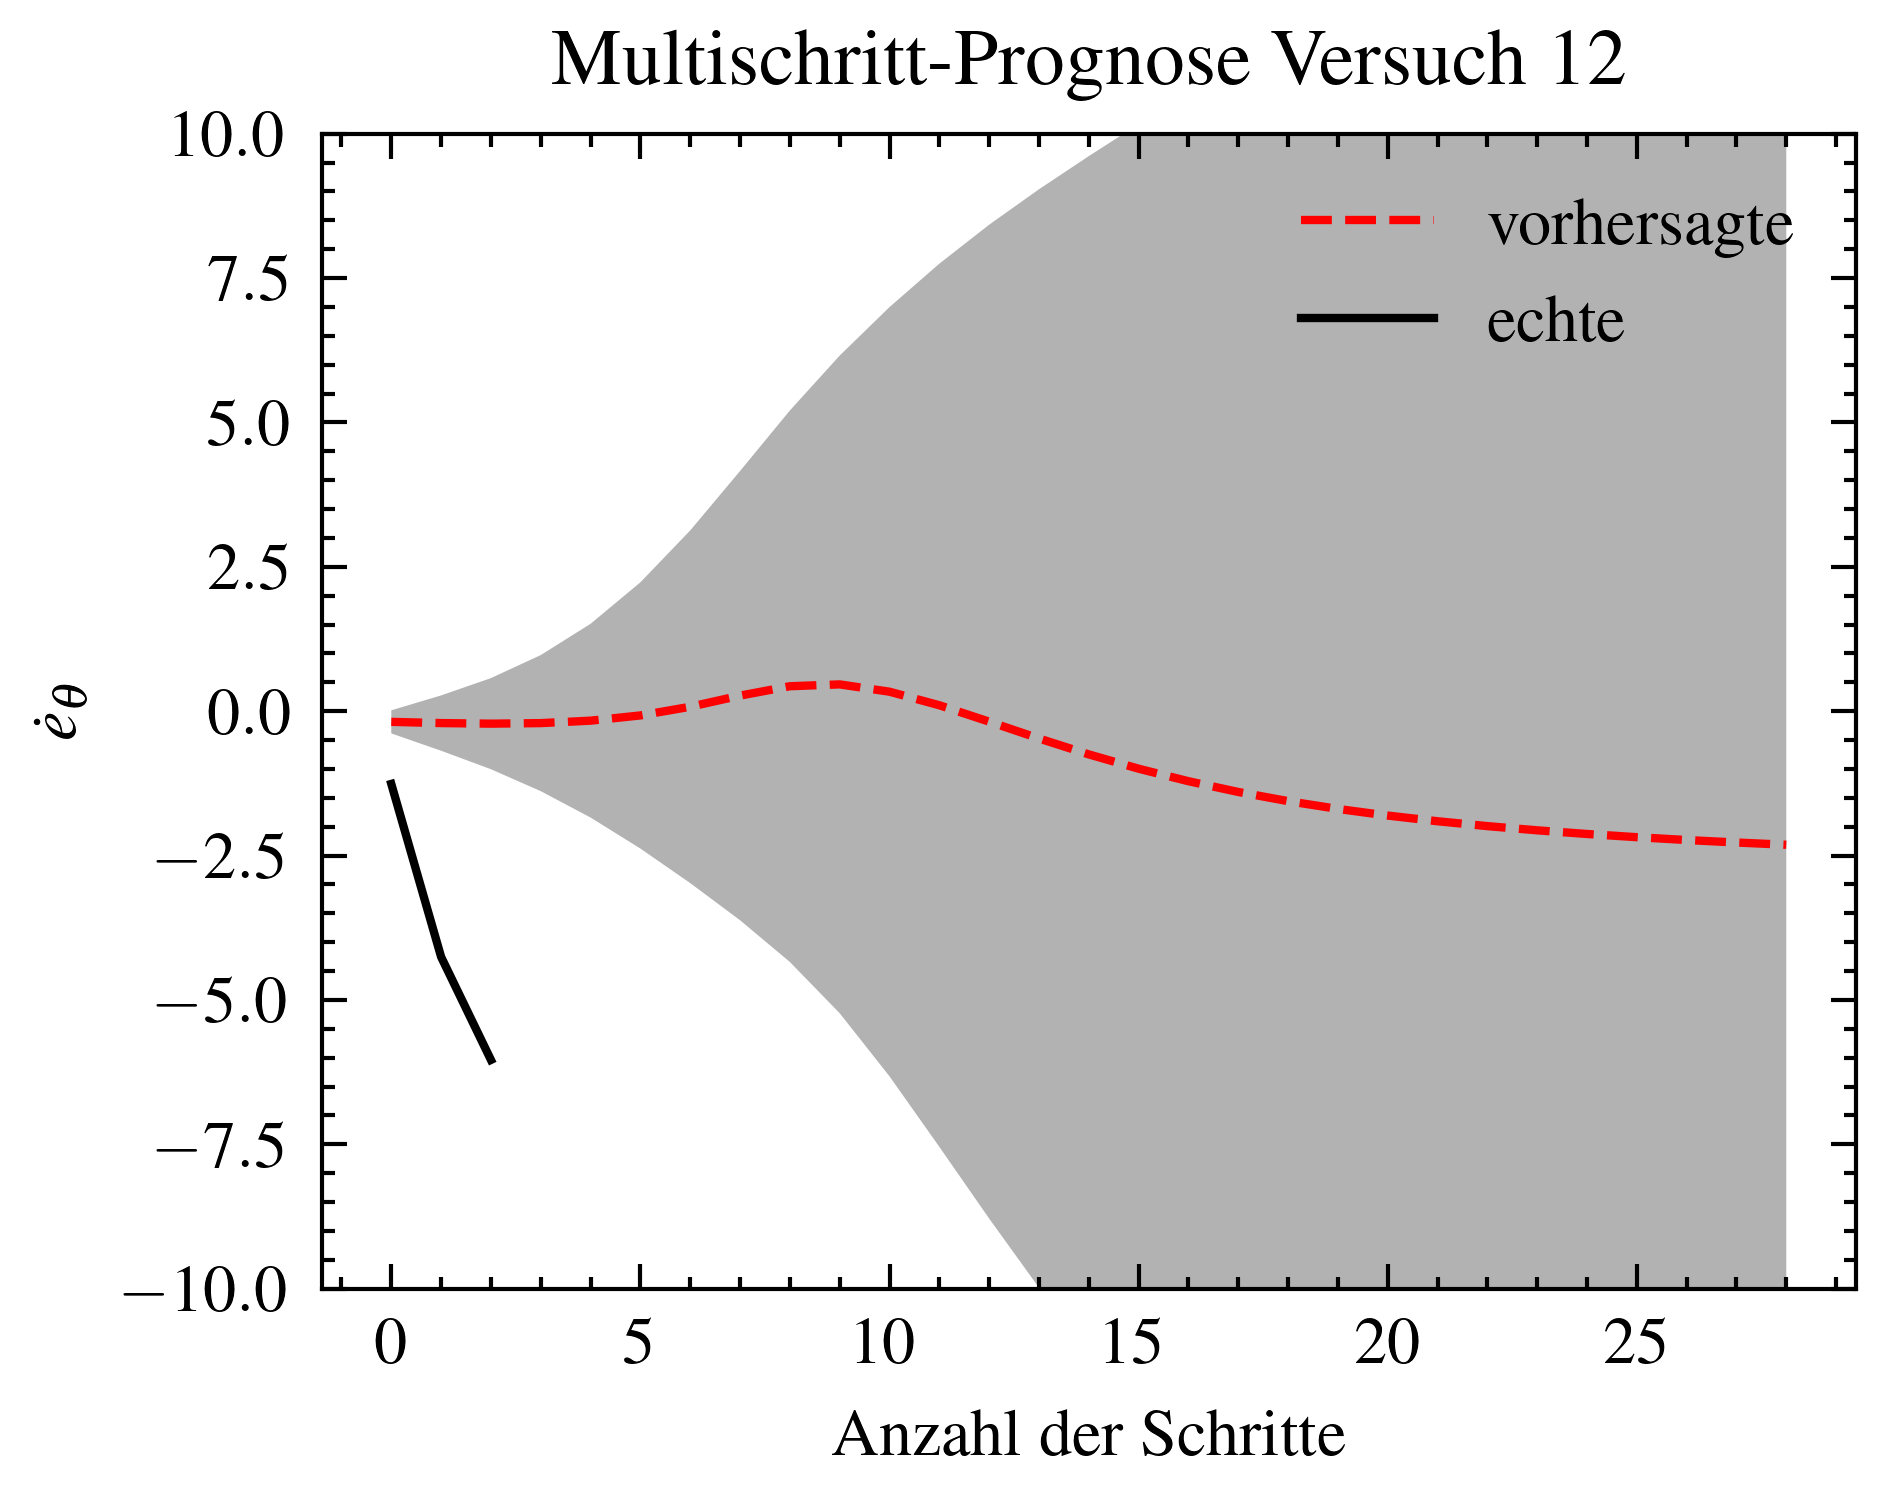 Multischritt-Prognose Versuch 12
10.0
7.5
5.0
2.5
0.0
−2.5
−5.0
−7.5
−10.0
ė_θ
vorhersagte
echte
0 5 10 15 20 25
Anzahl der Schritte